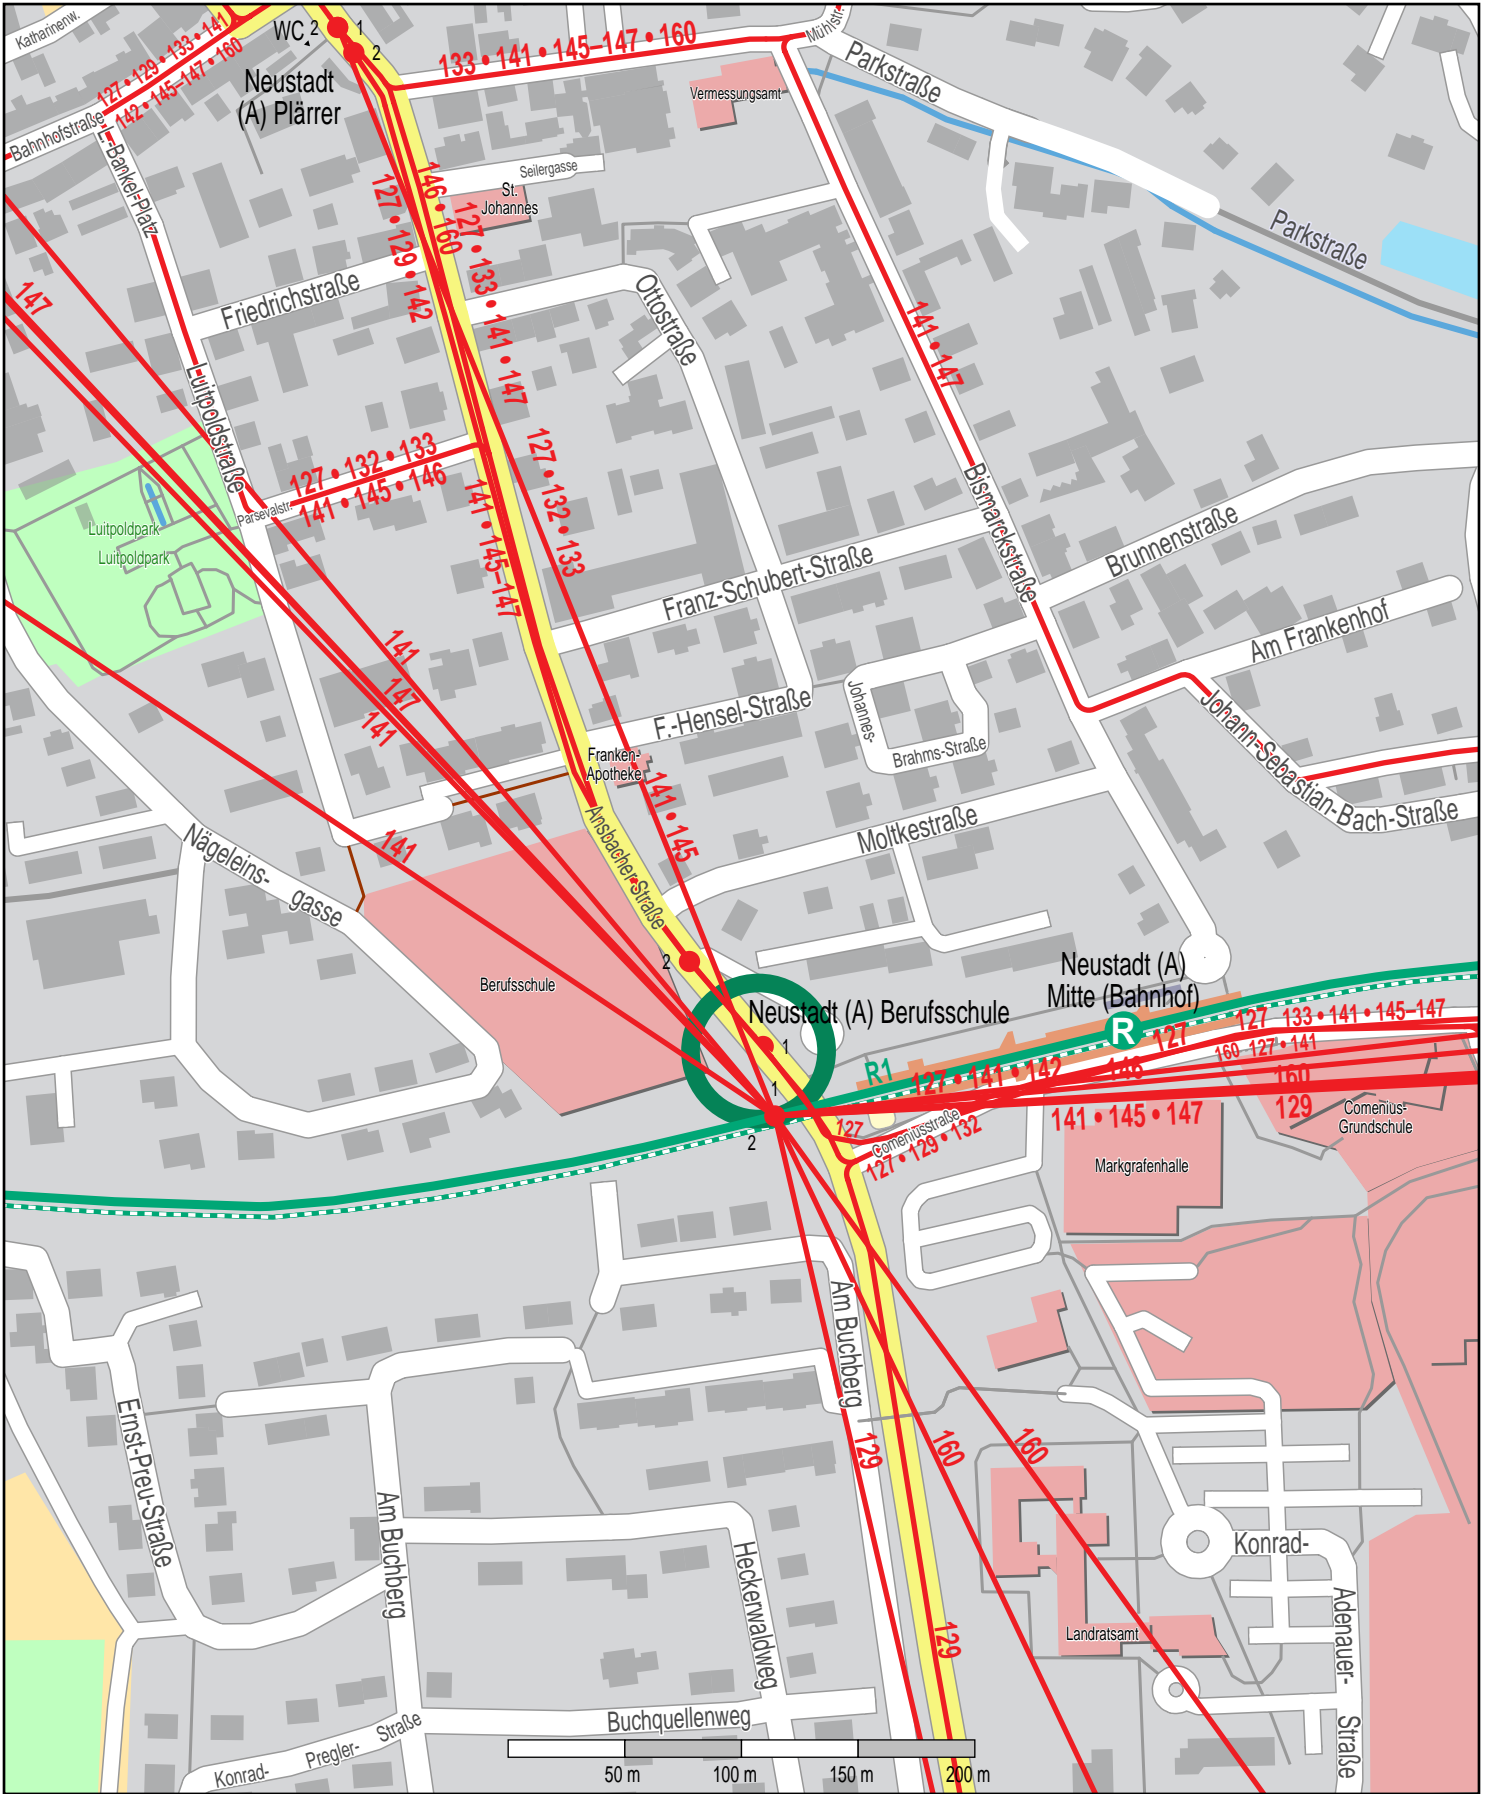 Katharinenw.
127 • 129 • 133 • 141
142 • 145–147 • 160
WC
2
1
2
Neustadt
(A) Plärrer
133 • 141 • 145–147 • 160
Mühlstr.
Parkstraße
Parkstraße
Vermessungsamt
Bahnhofstraße
L.-Bankel-Platz
Seilergasse
St.
Johannes
146 • 160
127 • 129 • 142
127 • 133 • 141 • 147
Friedrichstraße
Ottostraße
147
141 • 147
Luitpoldstraße
127 • 132 • 133
141 • 145 • 146
Parsevalstr.
127 • 132 • 133
141 • 145–147
Bismarckstraße
Brunnenstraße
Luitpoldpark
Luitpoldpark
Franz-Schubert-Straße
Am Frankenhof
141
147
141
F.-Hensel-Straße
Johannes-
Brahms-Straße
Johann-Sebastian-Bach-Straße
Franken-
Apotheke
141 • 145
Moltkestraße
Ansbacher Straße
Nägeleins-
gasse
141
Berufsschule
2
Neustadt (A) Berufsschule
1
1
2
Neustadt (A)
Mitte (Bahnhof)
R
R1
127
127
133 • 141 • 145–147
160
127 • 141
127 • 141 • 142
146
160
129
141 • 145 • 147
127
Comeniusstraße
127 • 129 • 132
Comenius-
Grundschule
Markgrafenhalle
Am Buchberg
129
160
160
Ernst-Preu-Straße
Am Buchberg
Heckerwaldweg
Konrad-
Adenauer-
Straße
Landratsamt
129
Buchquellenweg
Konrad-
Pregler-
Straße
50 m
100 m
150 m
200 m